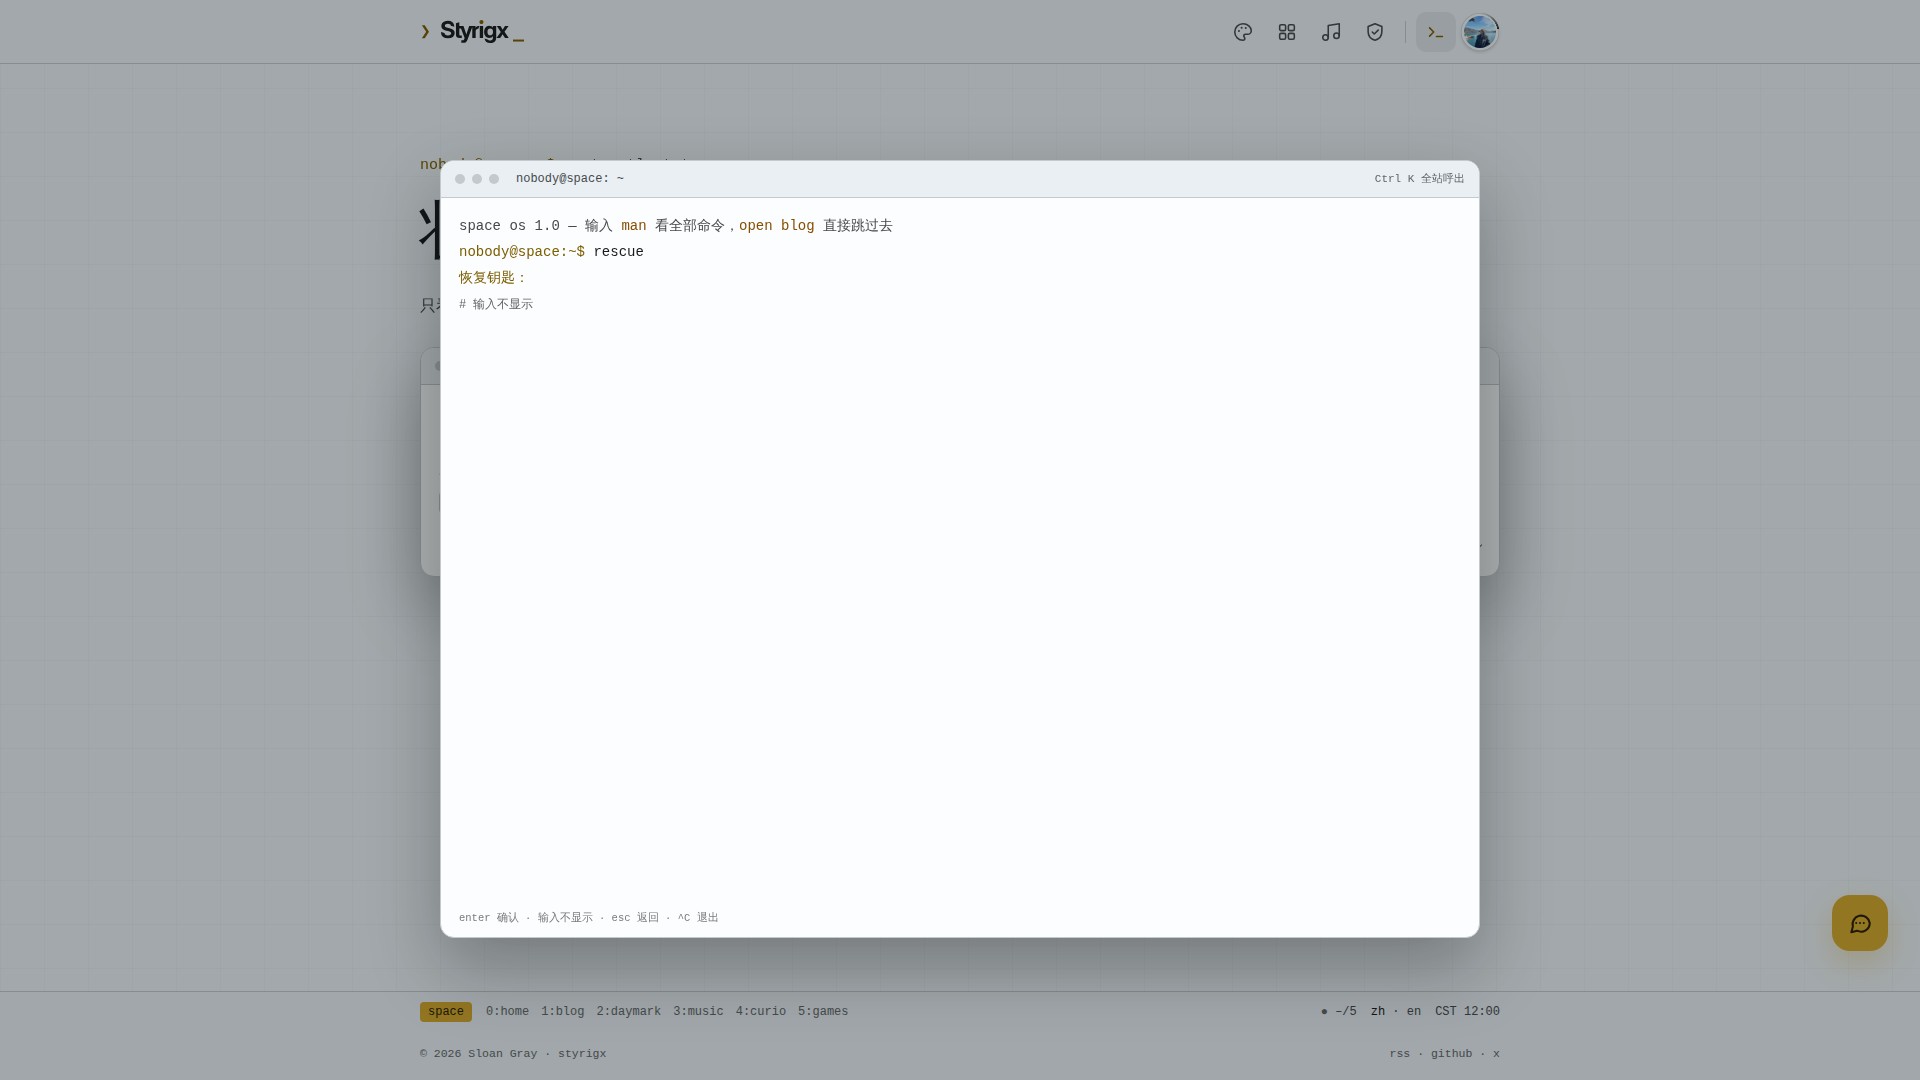 ❯ Styrigx _
nob
nobody@space: ~
Ctrl K 全站呼出
space os 1.0 — 输入 man 看全部命令，open blog 直接跳过去
nobody@space:~$ rescue
恢复钥匙：
# 输入不显示
只
enter 确认 · 输入不显示 · esc 返回 · ^C 退出
space 0:home 1:blog 2:daymark 3:music 4:curio 5:games
● –/5 zh · en CST 12:00
© 2026 Sloan Gray · styrigx
rss · github · x